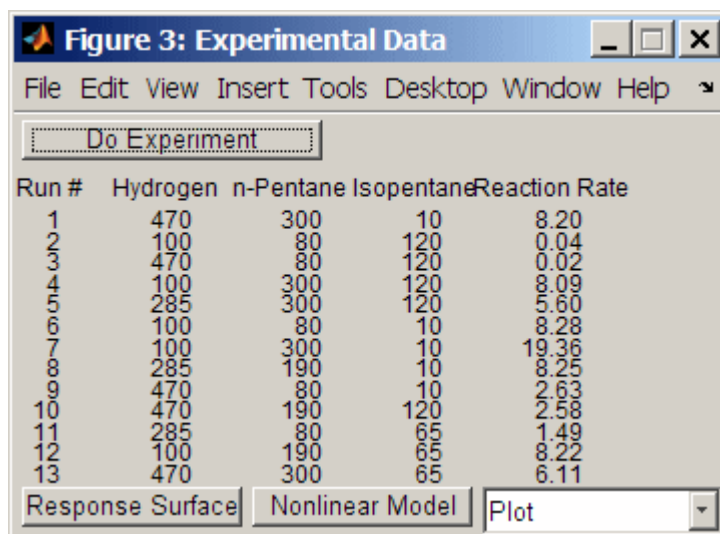 Figure 3: Experimental Data
File Edit View Insert Tools Desktop Window Help
Do Experiment
Run # Hydrogen n-Pentane Isopentane Reaction Rate
1 470 300 10 8.20
2 100 80 120 0.04
3 470 80 120 0.02
4 100 300 120 8.09
5 285 300 120 5.60
6 100 80 10 8.28
7 100 300 10 19.36
8 285 190 10 8.25
9 470 80 10 2.63
10 470 190 120 2.58
11 285 80 65 1.49
12 100 190 65 8.22
13 470 300 65 6.11
Response Surface Nonlinear Model Plot